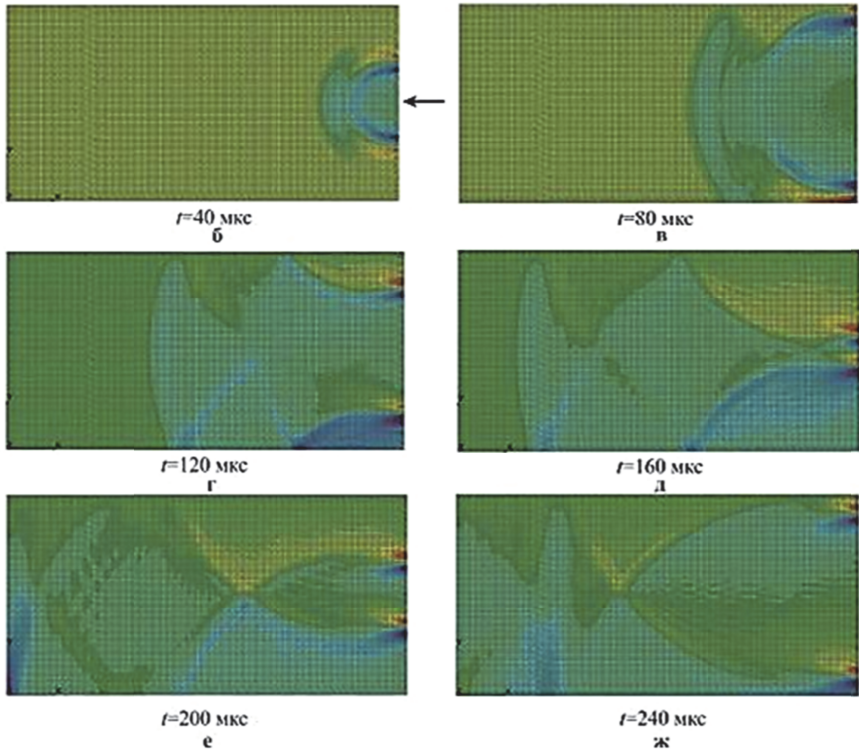 t=40 мкс
б
t=80 мкс
в
t=120 мкс
г
t=160 мкс
д
t=200 мкс
е
t=240 мкс
ж